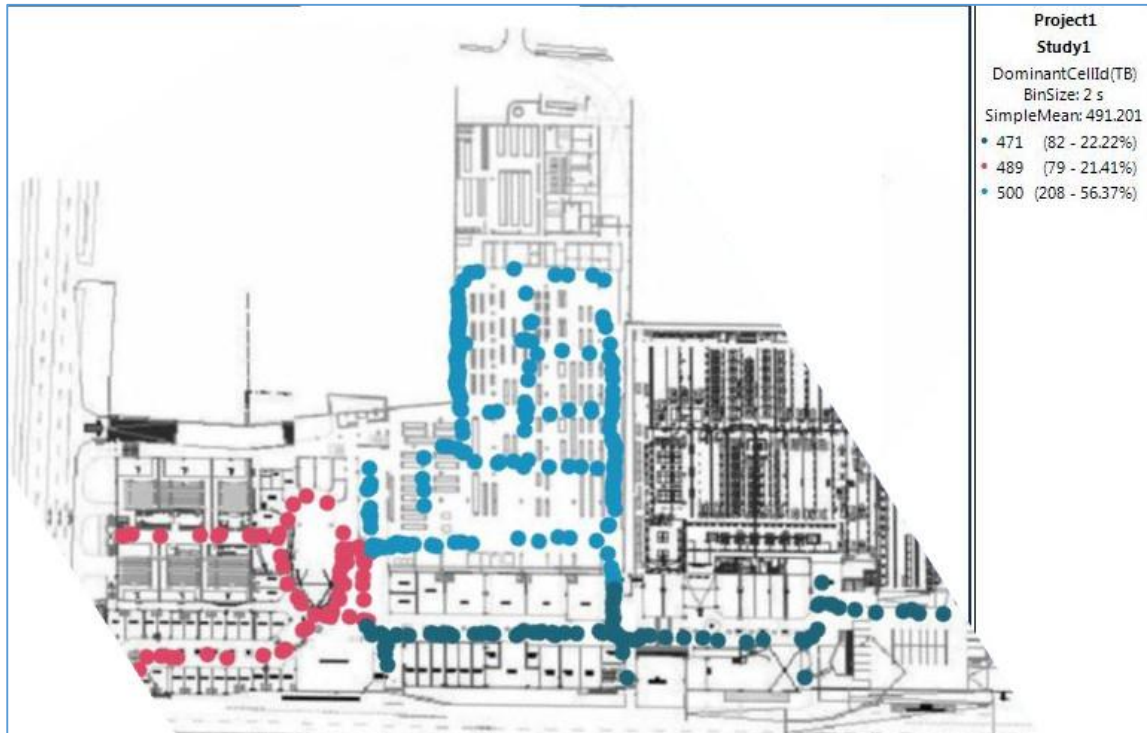 Project1
Study1
DominantCellId(TB)
BinSize: 2 s
SimpleMean: 491.201
471 (82 - 22.22%)
489 (79 - 21.41%)
500 (208 - 56.37%)